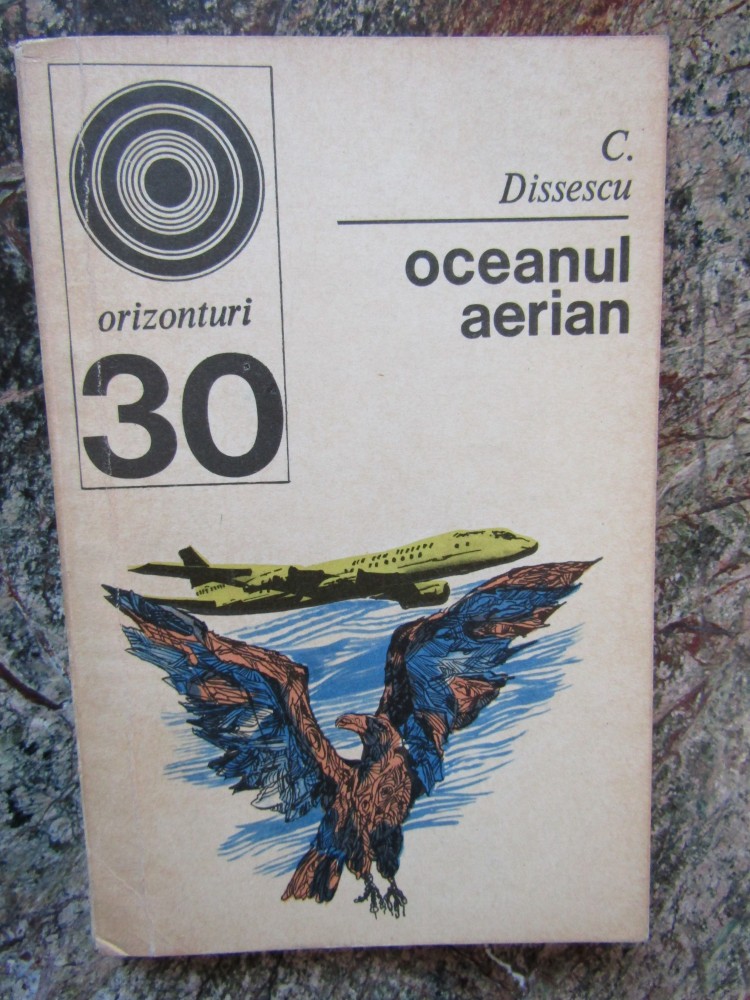 orizonturi
30
C.
Dissescu
oceanul
aerian